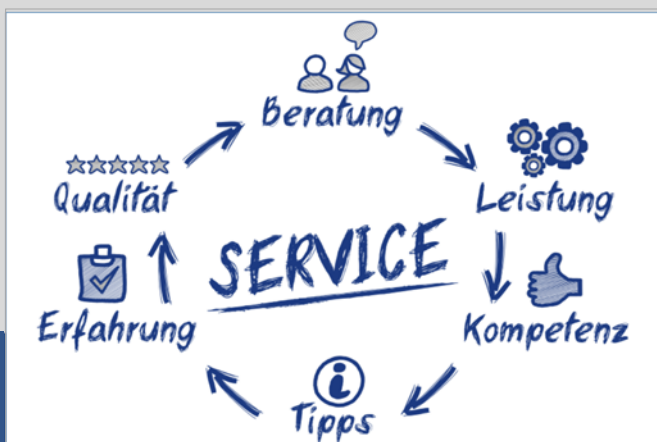 Beratung
Qualität
Leistung
SERVICE
Erfahrung
Kompetenz
Tipps